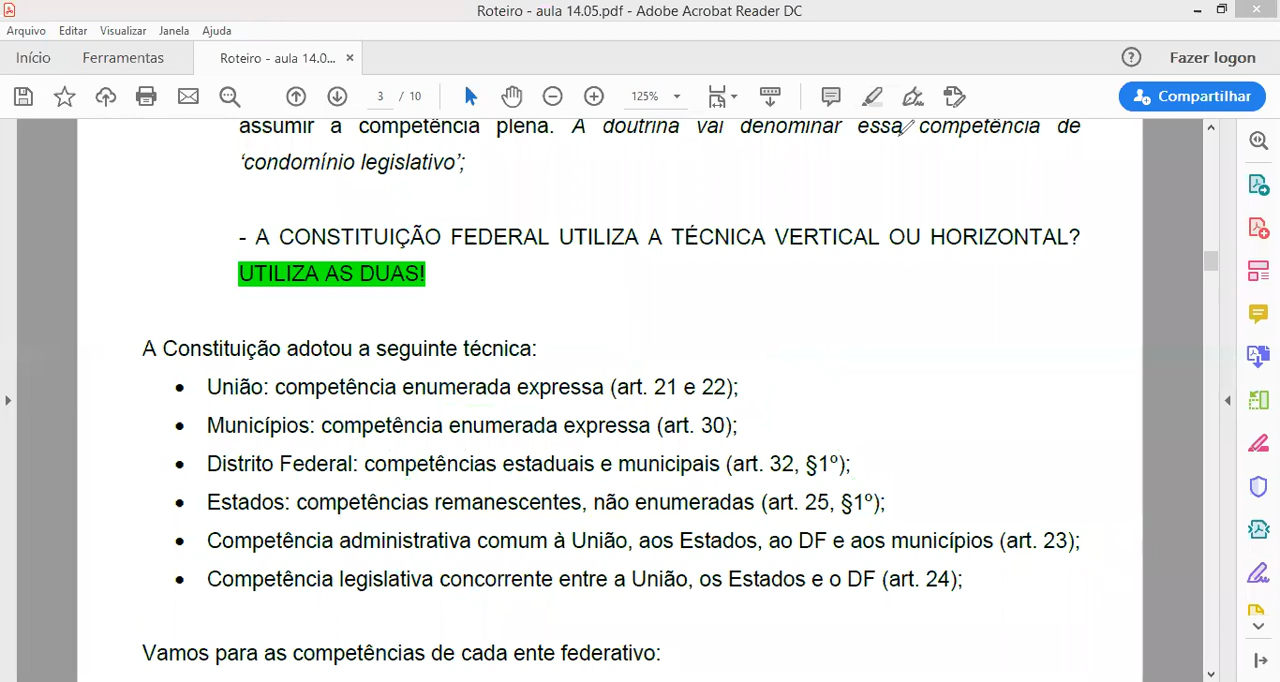 Roteiro - aula 14.05.pdf - Adobe Acrobat Reader DC
Arquivo Editar Visualizar Janela Ajuda
Início Ferramentas Roteiro - aula 14.0... × Fazer logon
3 / 10 125% Compartilhar
assumir a competência plena. A doutrina vai denominar essa competência de
‘condomínio legislativo’;
- A CONSTITUIÇÃO FEDERAL UTILIZA A TÉCNICA VERTICAL OU HORIZONTAL?
UTILIZA AS DUAS!
A Constituição adotou a seguinte técnica:
• União: competência enumerada expressa (art. 21 e 22);
• Municípios: competência enumerada expressa (art. 30);
• Distrito Federal: competências estaduais e municipais (art. 32, §1º);
• Estados: competências remanescentes, não enumeradas (art. 25, §1º);
• Competência administrativa comum à União, aos Estados, ao DF e aos municípios (art. 23);
• Competência legislativa concorrente entre a União, os Estados e o DF (art. 24);
Vamos para as competências de cada ente federativo: